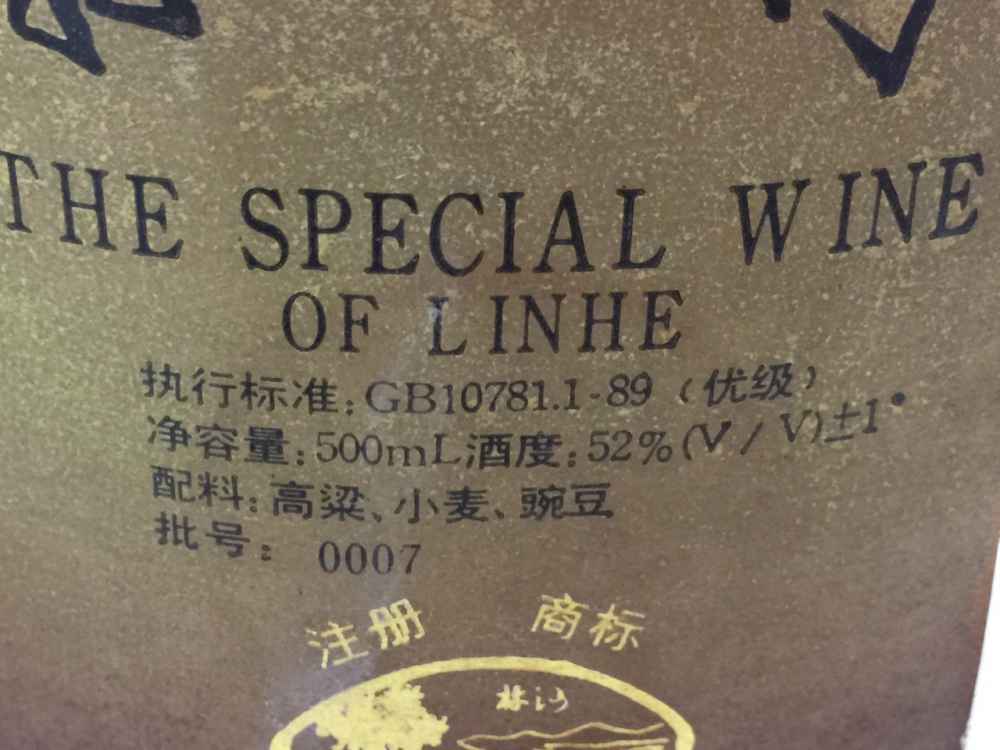 THE SPECIAL WINE
OF LINHE
执行标准:GB10781.1-89(优级)
净容量:500mL酒度:52%(V/V)±1°
配料:高粱、小麦、豌豆
批号: 0007
注册 商标